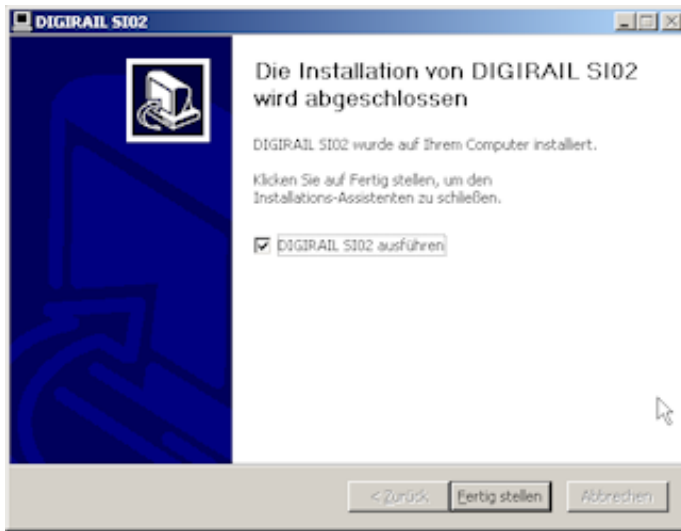 DIGIRAIL SI02
Die Installation von DIGIRAIL SI02
wird abgeschlossen
DIGIRAIL SI02 wurde auf Ihrem Computer installiert.
Klicken Sie auf Fertig stellen, um den
Installations-Assistenten zu schließen.
DIGIRAIL SI02 ausführen
< Zurück
Fertig stellen
Abbrechen